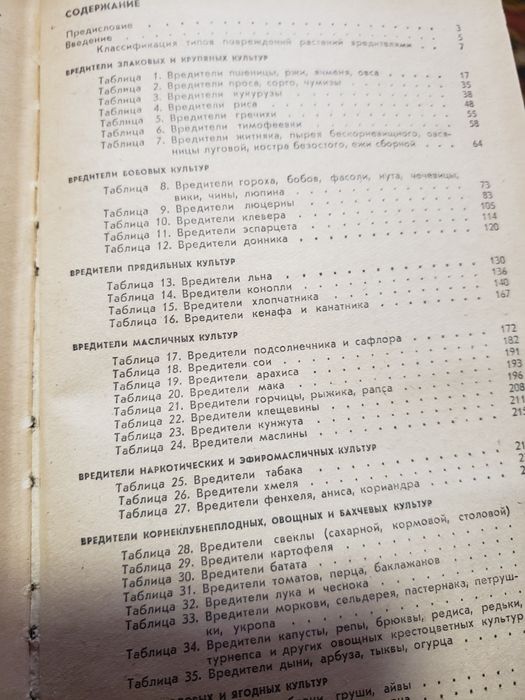 СОДЕРЖАНИЕ
Предисловие 3
Введение 5
Классификация типов повреждений растений вредителями 7
ВРЕДИТЕЛИ ЗЛАКОВЫХ И КРУПЯНЫХ КУЛЬТУР
Таблица 1. Вредители пшеницы, ржи, ячменя, овса 17
Таблица 2. Вредители проса, сорго, чумизы 35
Таблица 3. Вредители кукурузы 38
Таблица 4. Вредители риса 48
Таблица 5. Вредители гречихи 55
Таблица 6. Вредители тимофеевки 58
Таблица 7. Вредители житняка, пырея бескорневищного, овсяницы луговой, костра безостого, ежи сборной 64
ВРЕДИТЕЛИ БОБОВЫХ КУЛЬТУР
Таблица 8. Вредители гороха, бобов, фасоли, нута, чечевицы,
вики, чины, люпина 73
Таблица 9. Вредители люцерны 83
Таблица 10. Вредители клевера 105
Таблица 11. Вредители эспарцета 114
Таблица 12. Вредители донника 120
ВРЕДИТЕЛИ ПРЯДИЛЬНЫХ КУЛЬТУР
Таблица 13. Вредители льна 130
Таблица 14. Вредители конопли 136
Таблица 15. Вредители хлопчатника 140
Таблица 16. Вредители кенафа и канатника 167
ВРЕДИТЕЛИ МАСЛИЧНЫХ КУЛЬТУР
Таблица 17. Вредители подсолнечника и сафлора 172
Таблица 18. Вредители сои 182
Таблица 19. Вредители арахиса 191
Таблица 20. Вредители мака 193
Таблица 21. Вредители горчицы, рыжика, рапса 196
Таблица 22. Вредители клещевины 208
Таблица 23. Вредители кунжута 211
Таблица 24. Вредители маслины 215
ВРЕДИТЕЛИ НАРКОТИЧЕСКИХ И ЭФИРОМАСЛИЧНЫХ КУЛЬТУР
Таблица 25. Вредители табака
Таблица 26. Вредители хмеля
Таблица 27. Вредители фенхеля, аниса, кориандра
ВРЕДИТЕЛИ КОРНЕКЛУБНЕПЛОДНЫХ, ОВОЩНЫХ И БАХЧЕВЫХ КУЛЬТУР
Таблица 28. Вредители свеклы (сахарной, кормовой, столовой)
Таблица 29. Вредители картофеля
Таблица 30. Вредители батата
Таблица 31. Вредители томатов, перца, баклажанов
Таблица 32. Вредители лука и чеснока
Таблица 33. Вредители моркови, сельдерея, пастернака, петруш-
ки, укропа
Таблица 34. Вредители капусты, репы, брюквы, редиса, редьки,
турнепса и других овощных крестоцветных культур
Таблица 35. Вредители дыни, арбуза, тыквы, огурца
И ЯГОДНЫХ КУЛЬТУР
груши, айвы